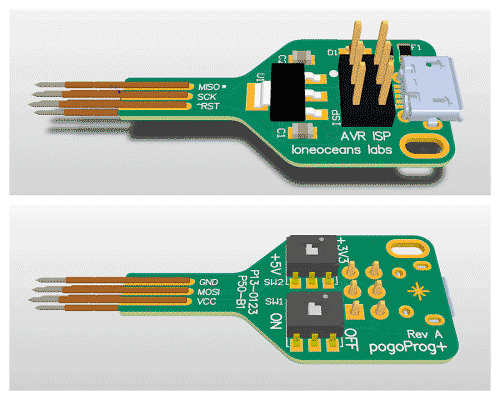 MISO
SCK
~RST
C2
U1
C1
D1
F1
ISP
AVR ISP
loneoceans labs
GND
MOSI
VCC
P13-0123
P50-B1
+5V
+3V3
SW2
SW1
ON
OFF
Rev A
pogoProg+